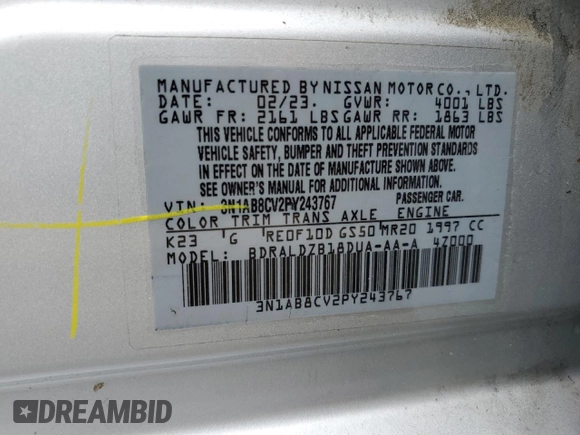 MANUFACTURED BY NISSAN MOTOR CO., LTD.
DATE: 02/23. GVWR: 4001 LBS
GAWR FR: 2161 LBS GAWR RR: 1863 LBS
THIS VEHICLE CONFORMS TO ALL APPLICABLE FEDERAL MOTOR
VEHICLE SAFETY, BUMPER AND THEFT PREVENTION STANDARDS
IN EFFECT ON THE DATE OF MANUFACTURE SHOWN ABOVE.
SEE OWNER'S MANUAL FOR ADDITIONAL INFORMATION.
VIN: 3N1AB8CV2PY243767 PASSENGER CAR.
COLOR TRIM TRANS AXLE ENGINE
K23 G RE0F10D GS50 MR20 1997 CC
MODEL: BDRALDZB18DUA-AA-A 4Z000
3N1AB8CV2PY243767
DREAMBID